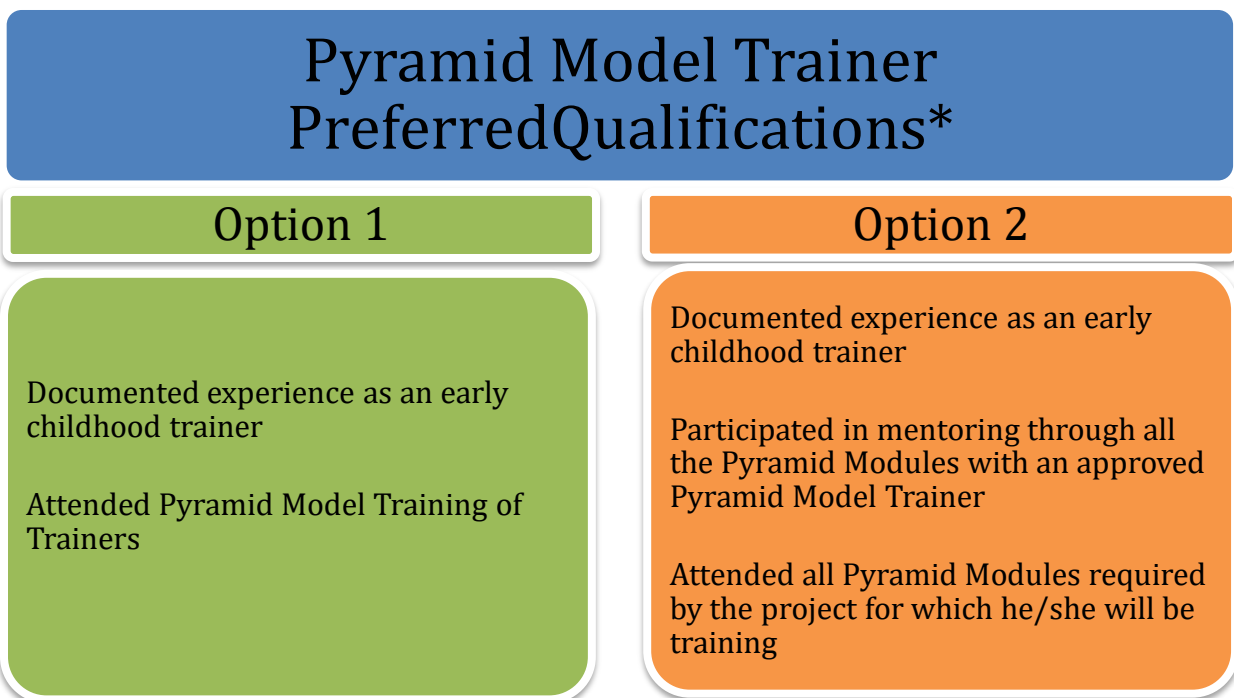 Pyramid Model Trainer
PreferredQualifications*
Option 1
Documented experience as an early
childhood trainer
Attended Pyramid Model Training of
Trainers
Option 2
Documented experience as an early
childhood trainer
Participated in mentoring through all
the Pyramid Modules with an approved
Pyramid Model Trainer
Attended all Pyramid Modules required
by the project for which he/she will be
training